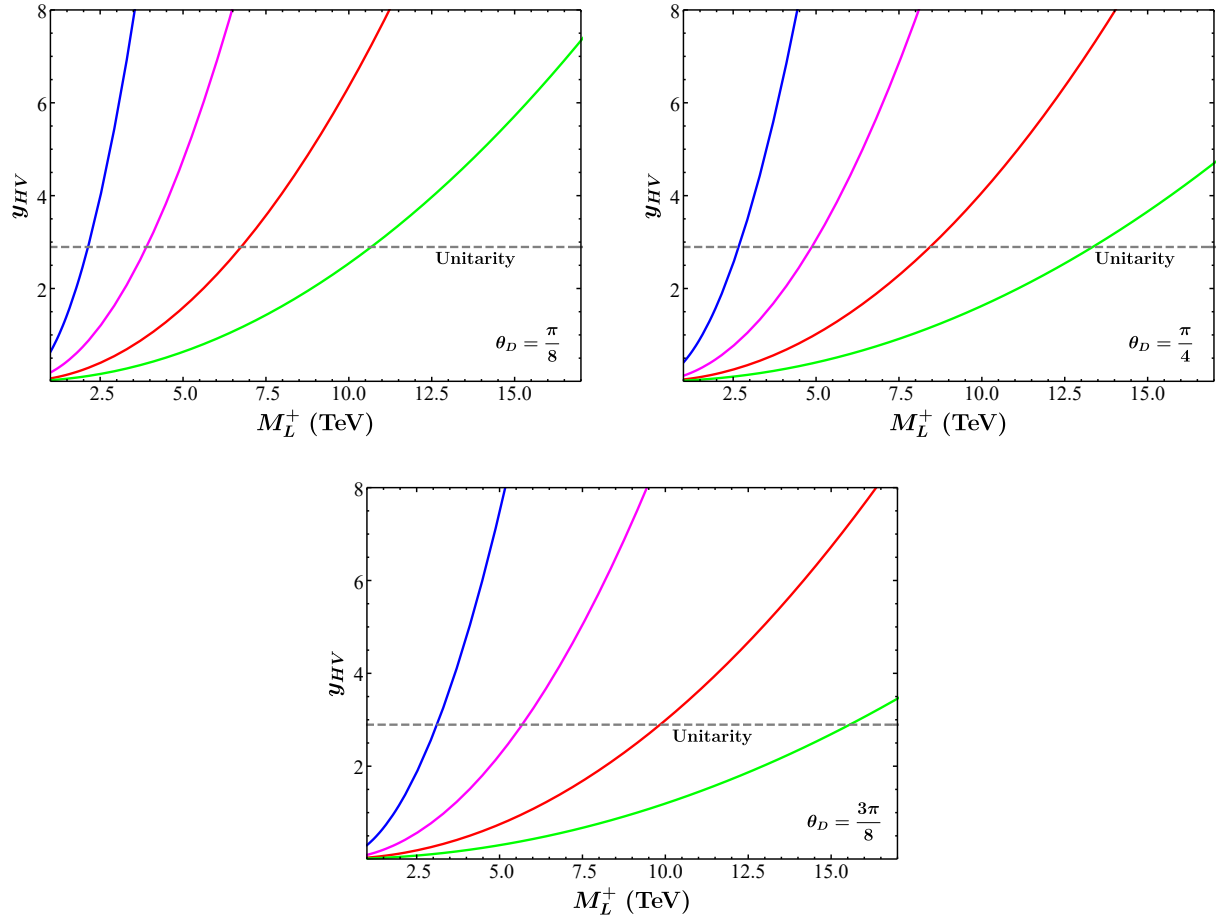 8
6
4
2
y_{HV}
Unitarity
θ_D = π/8
2.5 5.0 7.5 10.0 12.5 15.0
M_L^+ (TeV)
8
6
4
2
y_{HV}
Unitarity
θ_D = π/4
2.5 5.0 7.5 10.0 12.5 15.0
M_L^+ (TeV)
8
6
4
2
y_{HV}
Unitarity
θ_D = 3π/8
2.5 5.0 7.5 10.0 12.5 15.0
M_L^+ (TeV)